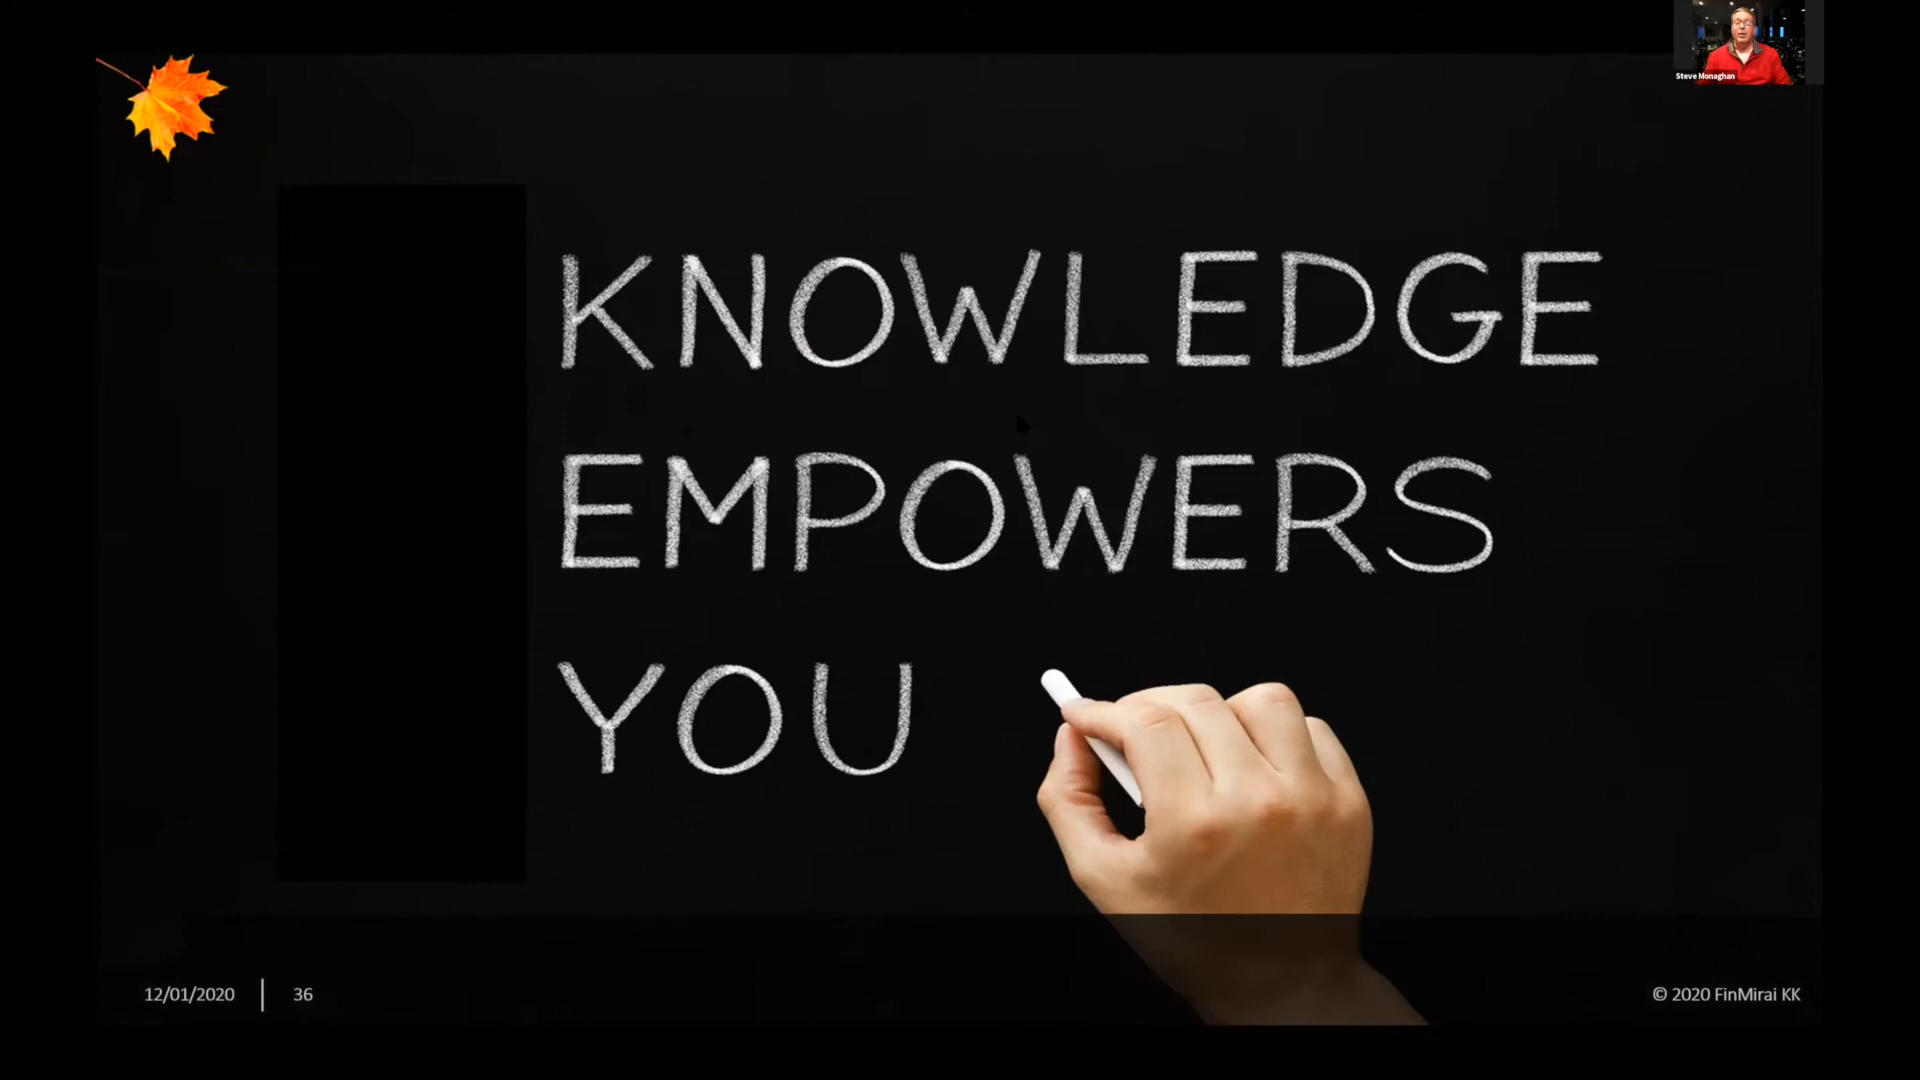 Steve Monaghan
KNOWLEDGE
EMPOWERS
YOU
12/01/2020 36
© 2020 FinMirai KK